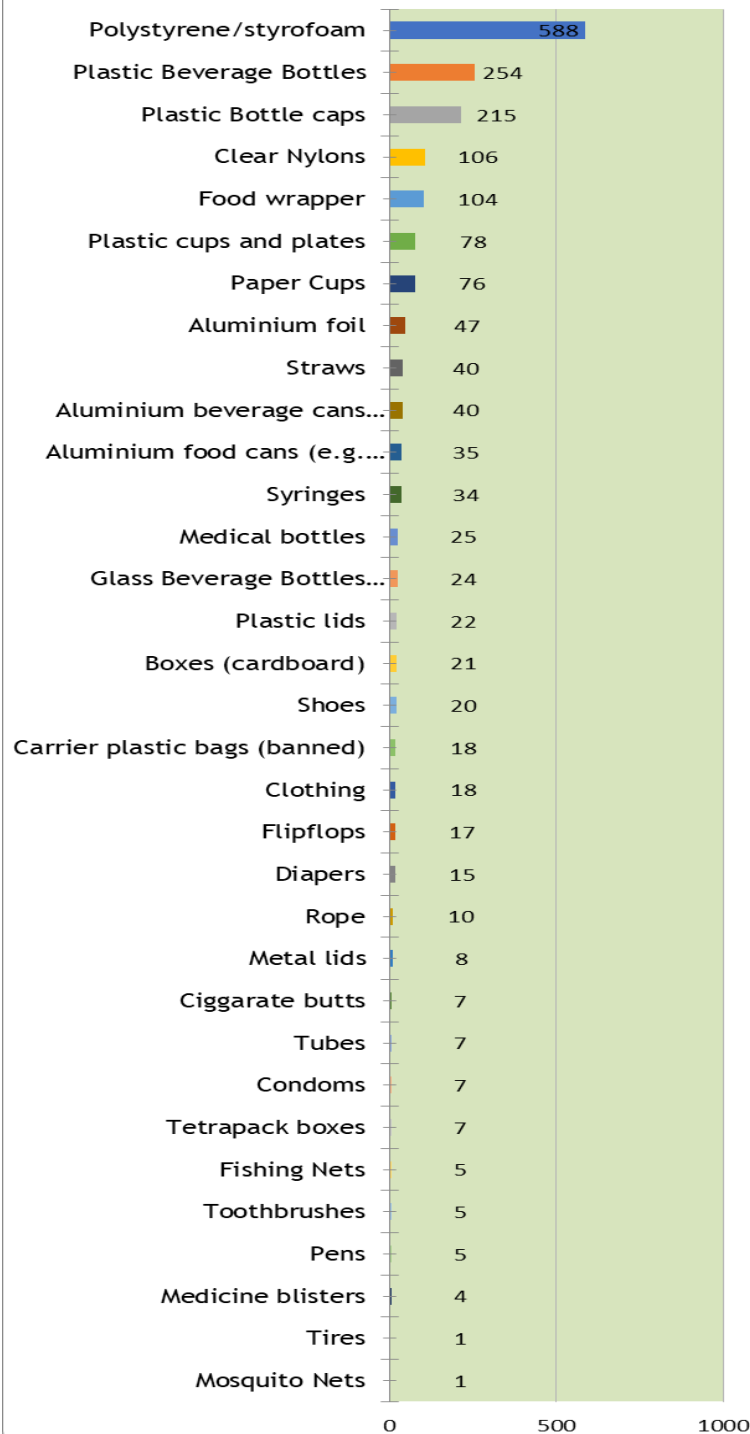 Polystyrene/styrofoam 588
Plastic Beverage Bottles 254
Plastic Bottle caps 215
Clear Nylons 106
Food wrapper 104
Plastic cups and plates 78
Paper Cups 76
Aluminium foil 47
Straws 40
Aluminium beverage cans... 40
Aluminium food cans (e.g.... 35
Syringes 34
Medical bottles 25
Glass Beverage Bottles... 24
Plastic lids 22
Boxes (cardboard) 21
Shoes 20
Carrier plastic bags (banned) 18
Clothing 18
Flipflops 17
Diapers 15
Rope 10
Metal lids 8
Ciggarate butts 7
Tubes 7
Condoms 7
Tetrapack boxes 7
Fishing Nets 5
Toothbrushes 5
Pens 5
Medicine blisters 4
Tires 1
Mosquito Nets 1
0 500 1000